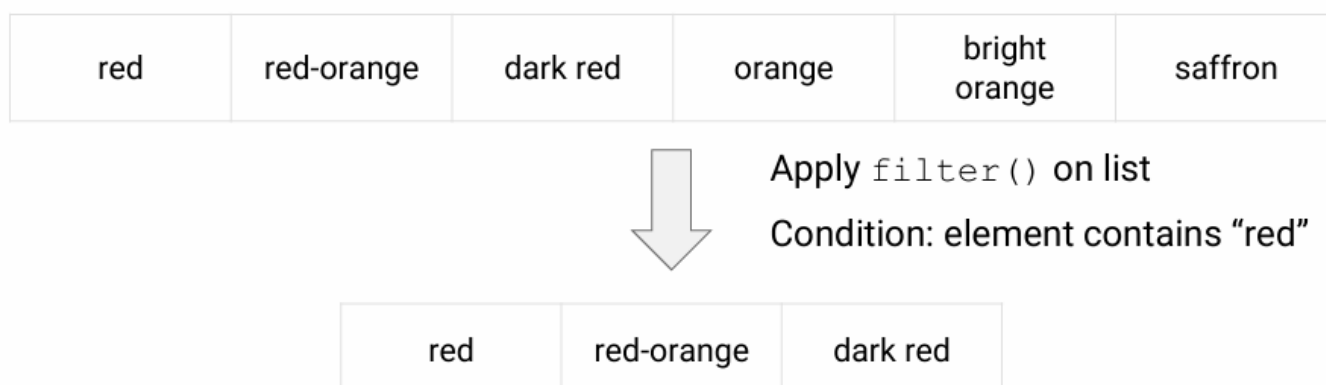 red
red-orange
dark red
orange
bright
orange
saffron
Apply filter() on list
Condition: element contains “red”
red
red-orange
dark red